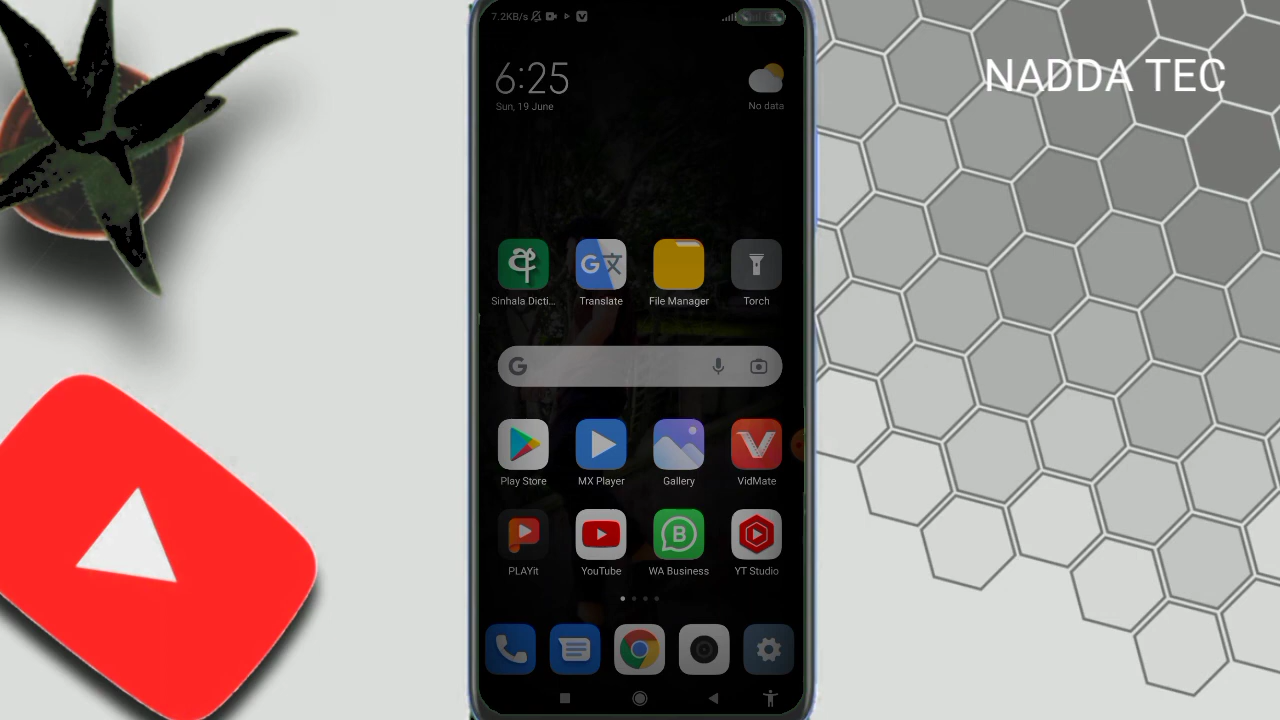 7.2KB/s
NADDA TEC
6:25
Sun, 19 June
No data
Sinhala Dicti...
Translate
File Manager
Torch
Play Store
MX Player
Gallery
VidMate
PLAYit
YouTube
WA Business
YT Studio